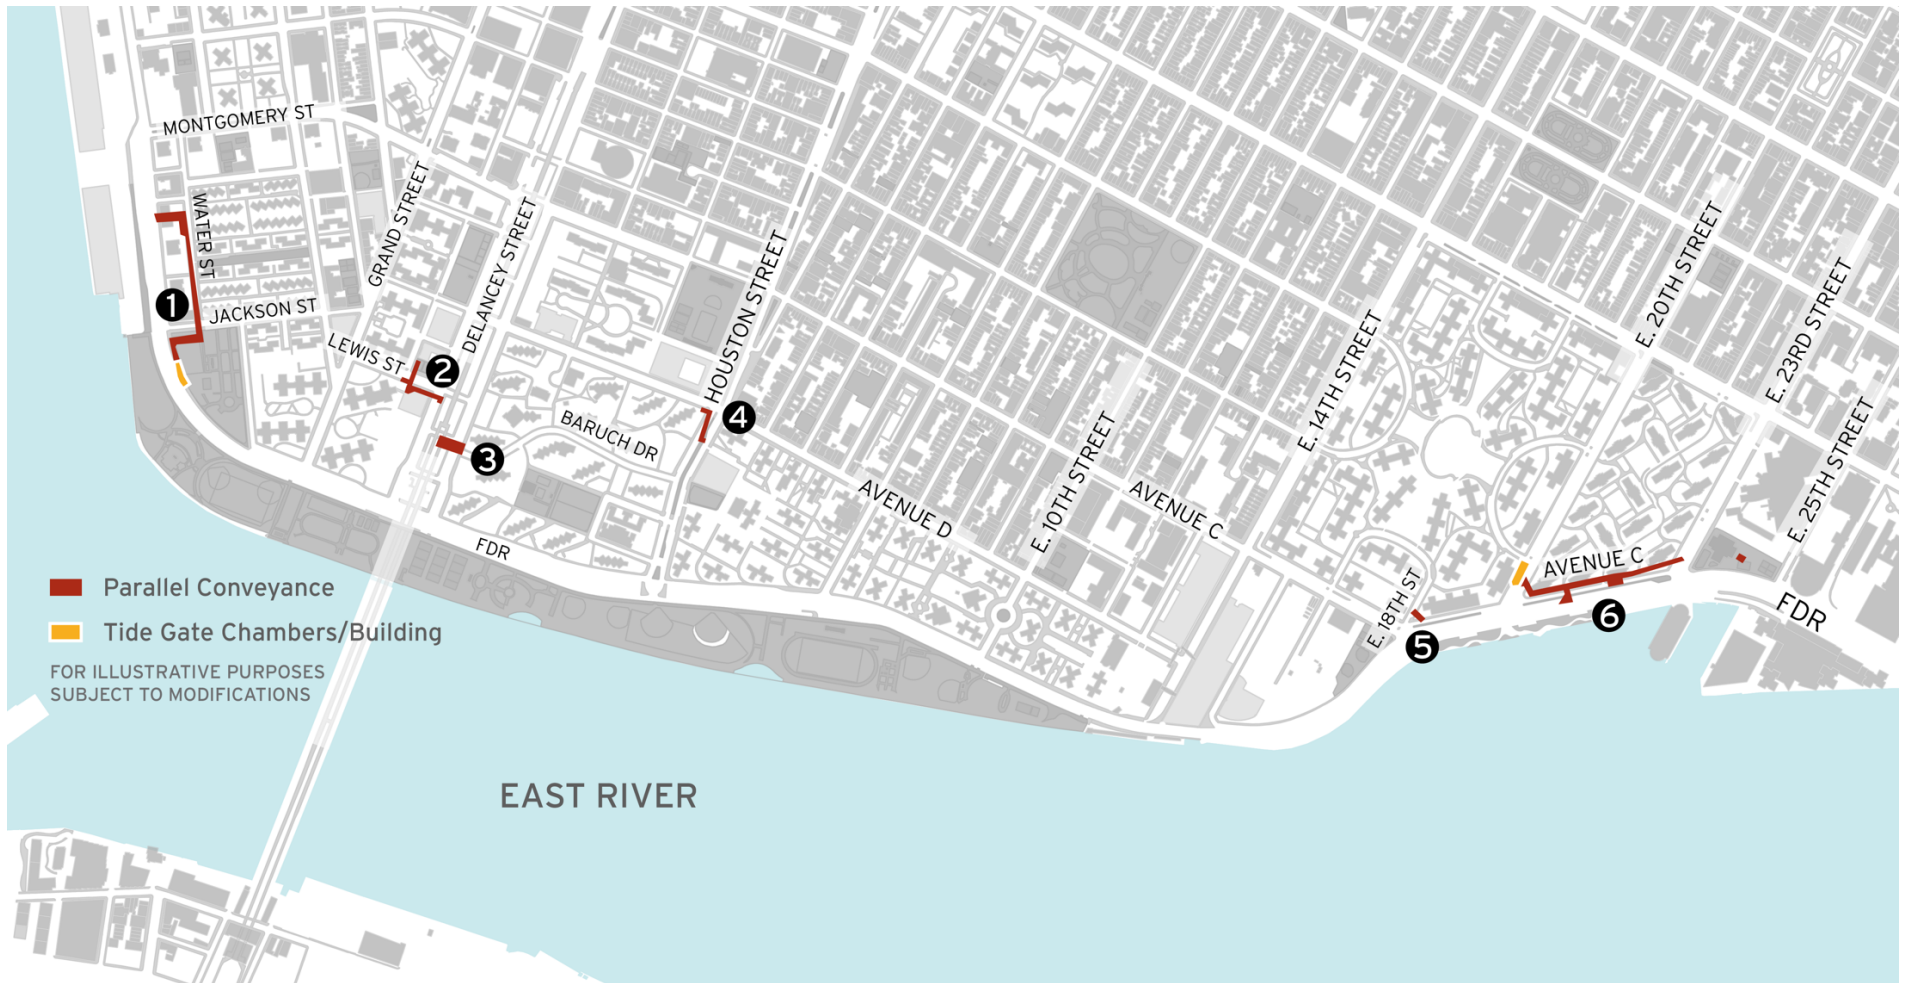 MONTGOMERY ST
WATER ST
GRAND STREET
DELANCEY STREET
HOUSTON STREET
E. 20TH STREET
E. 23RD STREET
1
JACKSON ST
LEWIS ST
2
E. 14TH STREET
4
BARUCH DR
3
E. 10TH STREET
AVENUE D
AVENUE C
E. 25TH STREET
FDR
AVENUE C
E. 18TH ST
5
6
FDR
Parallel Conveyance
Tide Gate Chambers/Building
FOR ILLUSTRATIVE PURPOSES
SUBJECT TO MODIFICATIONS
EAST RIVER